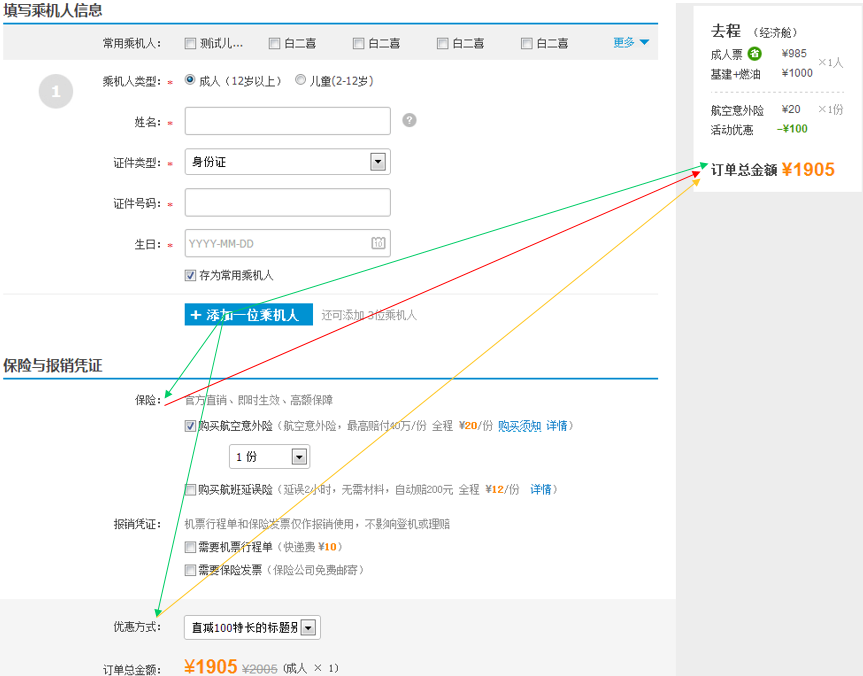 填写乘机人信息
常用乘机人： 测试儿... 白二喜 白二喜 白二喜 白二喜 更多
1
乘机人类型：* 成人（12岁以上） 儿童(2-12岁)
姓名：* ?
证件类型：* 身份证
证件号码：*
生日：* YYYY-MM-DD 10
存为常用乘机人
+ 添加一位乘机人 还可添加 3位乘机人
保险与报销凭证
保险： 官方直销、即时生效、高额保障
购买航空意外险（航空意外险，最高赔付40万/份 全程 ¥20/份 购买须知 详情）
1 份
购买航班延误险（延误2小时，无需材料，自动赔200元 全程 ¥12/份 详情）
报销凭证： 机票行程单和保险发票仅作报销使用，不影响登机或理赔
需要机票行程单（快递费 ¥10）
需要保险发票（保险公司免费邮寄）
优惠方式： 直减100特长的标题别
订单总金额： ¥1905 ¥2005 (成人 × 1)
去程 （经济舱）
成人票 省 ¥985 ×1人
基建+燃油 ¥1000
航空意外险 ¥20 ×1份
活动优惠 -¥100
订单总金额 ¥1905